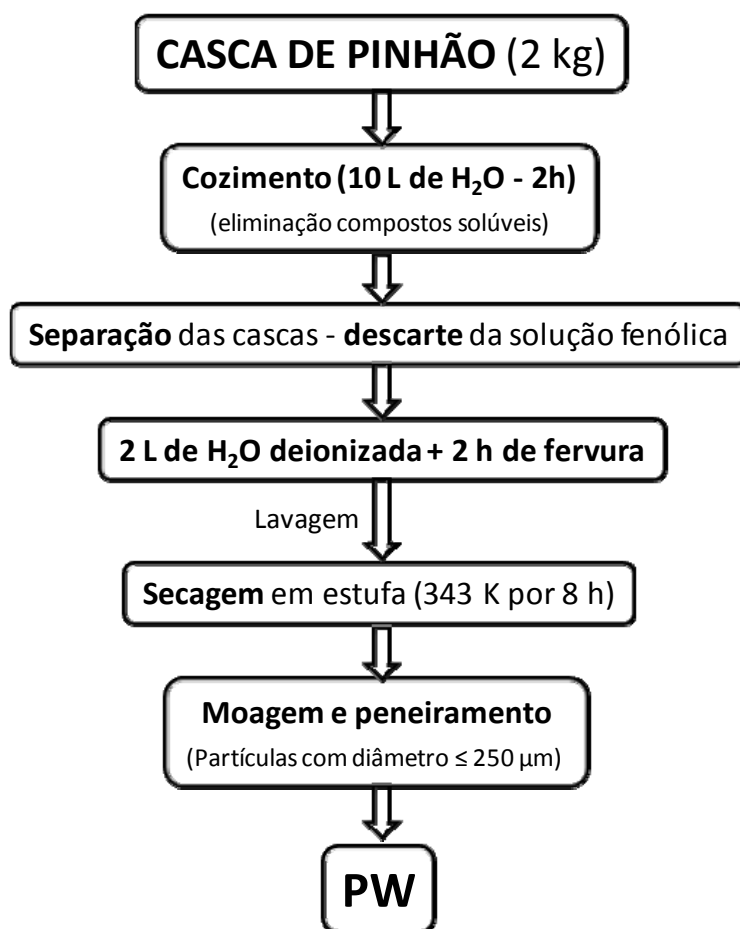 CASCA DE PINHÃO (2 kg)
Cozimento (10 L de H₂O - 2h)
(eliminação compostos solúveis)
Separação das cascas - descarte da solução fenólica
2 L de H₂O deionizada + 2 h de fervura
Lavagem
Secagem em estufa (343 K por 8 h)
Moagem e peneiramento
(Partículas com diâmetro ≤ 250 µm)
PW